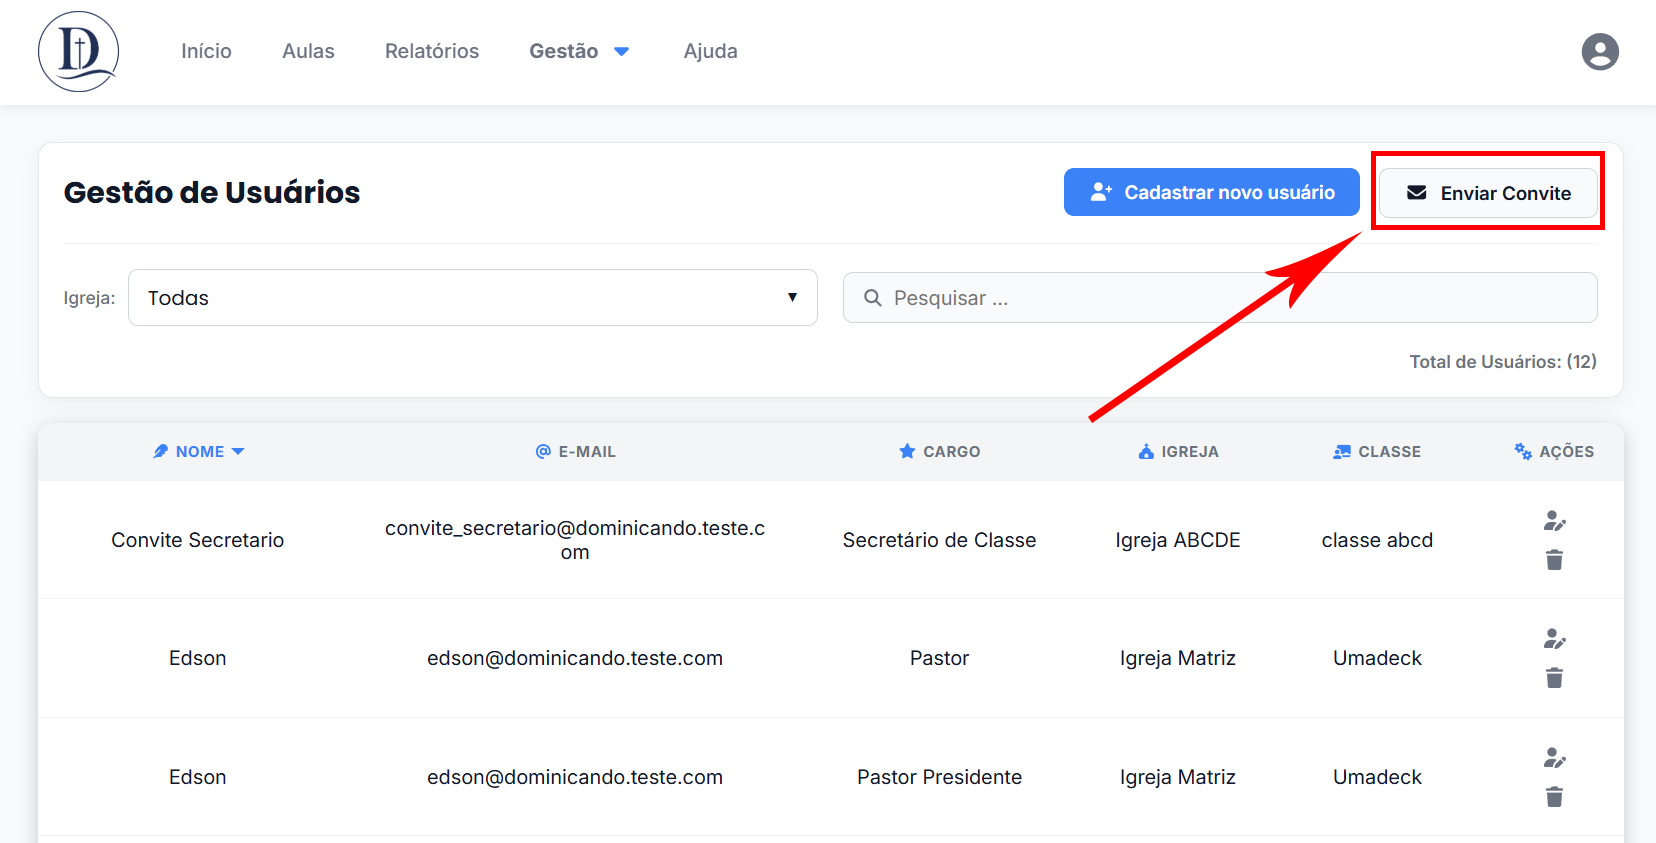 D
Início Aulas Relatórios Gestão Ajuda
Gestão de Usuários
Cadastrar novo usuário
Enviar Convite
Igreja: Todas
Pesquisar ...
Total de Usuários: (12)
NOME E-MAIL CARGO IGREJA CLASSE AÇÕES
Convite Secretario convite_secretario@dominicando.teste.c
om Secretário de Classe Igreja ABCDE classe abcd
Edson edson@dominicando.teste.com Pastor Igreja Matriz Umadeck
Edson edson@dominicando.teste.com Pastor Presidente Igreja Matriz Umadeck